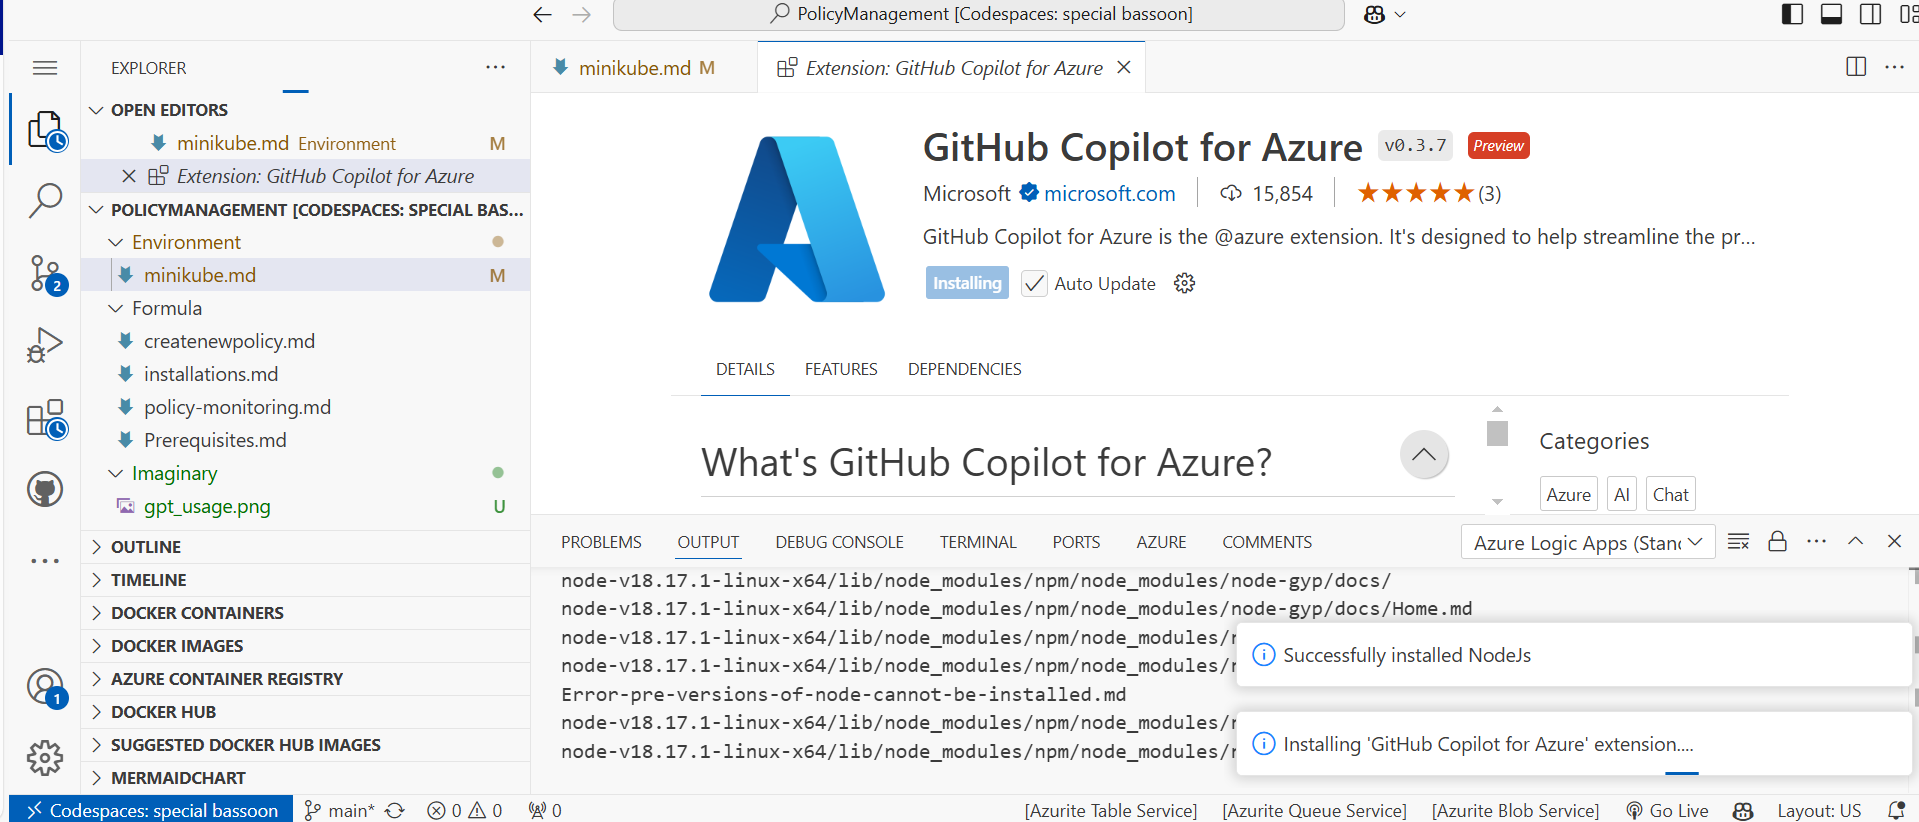 PolicyManagement [Codespaces: special bassoon]
EXPLORER
OPEN EDITORS
minikube.md Environment M
Extension: GitHub Copilot for Azure
POLICYMANAGEMENT [CODESPACES: SPECIAL BAS...
Environment
minikube.md M
Formula
createnewpolicy.md
installations.md
policy-monitoring.md
Prerequisites.md
Imaginary
gpt_usage.png U
OUTLINE
TIMELINE
DOCKER CONTAINERS
DOCKER IMAGES
AZURE CONTAINER REGISTRY
DOCKER HUB
SUGGESTED DOCKER HUB IMAGES
MERMAIDCHART
2
1
minikube.md M
Extension: GitHub Copilot for Azure
GitHub Copilot for Azure v0.3.7 Preview
Microsoft microsoft.com 15,854 (3)
GitHub Copilot for Azure is the @azure extension. It's designed to help streamline the pr...
Installing Auto Update
DETAILS FEATURES DEPENDENCIES
What's GitHub Copilot for Azure?
Categories
Azure AI Chat
PROBLEMS OUTPUT DEBUG CONSOLE TERMINAL PORTS AZURE COMMENTS
Azure Logic Apps (Stan
node-v18.17.1-linux-x64/lib/node_modules/npm/node_modules/node-gyp/docs/
node-v18.17.1-linux-x64/lib/node_modules/npm/node_modules/node-gyp/docs/Home.md
node-v18.17.1-linux-x64/lib/node_modules/npm/node_modules/
node-v18.17.1-linux-x64/lib/node_modules/npm/node_modules/
Error-pre-versions-of-node-cannot-be-installed.md
node-v18.17.1-linux-x64/lib/node_modules/npm/node_modules/
node-v18.17.1-linux-x64/lib/node_modules/npm/node_modules/
Successfully installed NodeJs
Installing 'GitHub Copilot for Azure' extension....
Codespaces: special bassoon main* 0 0 0 [Azurite Table Service] [Azurite Queue Service] [Azurite Blob Service] Go Live Layout: US